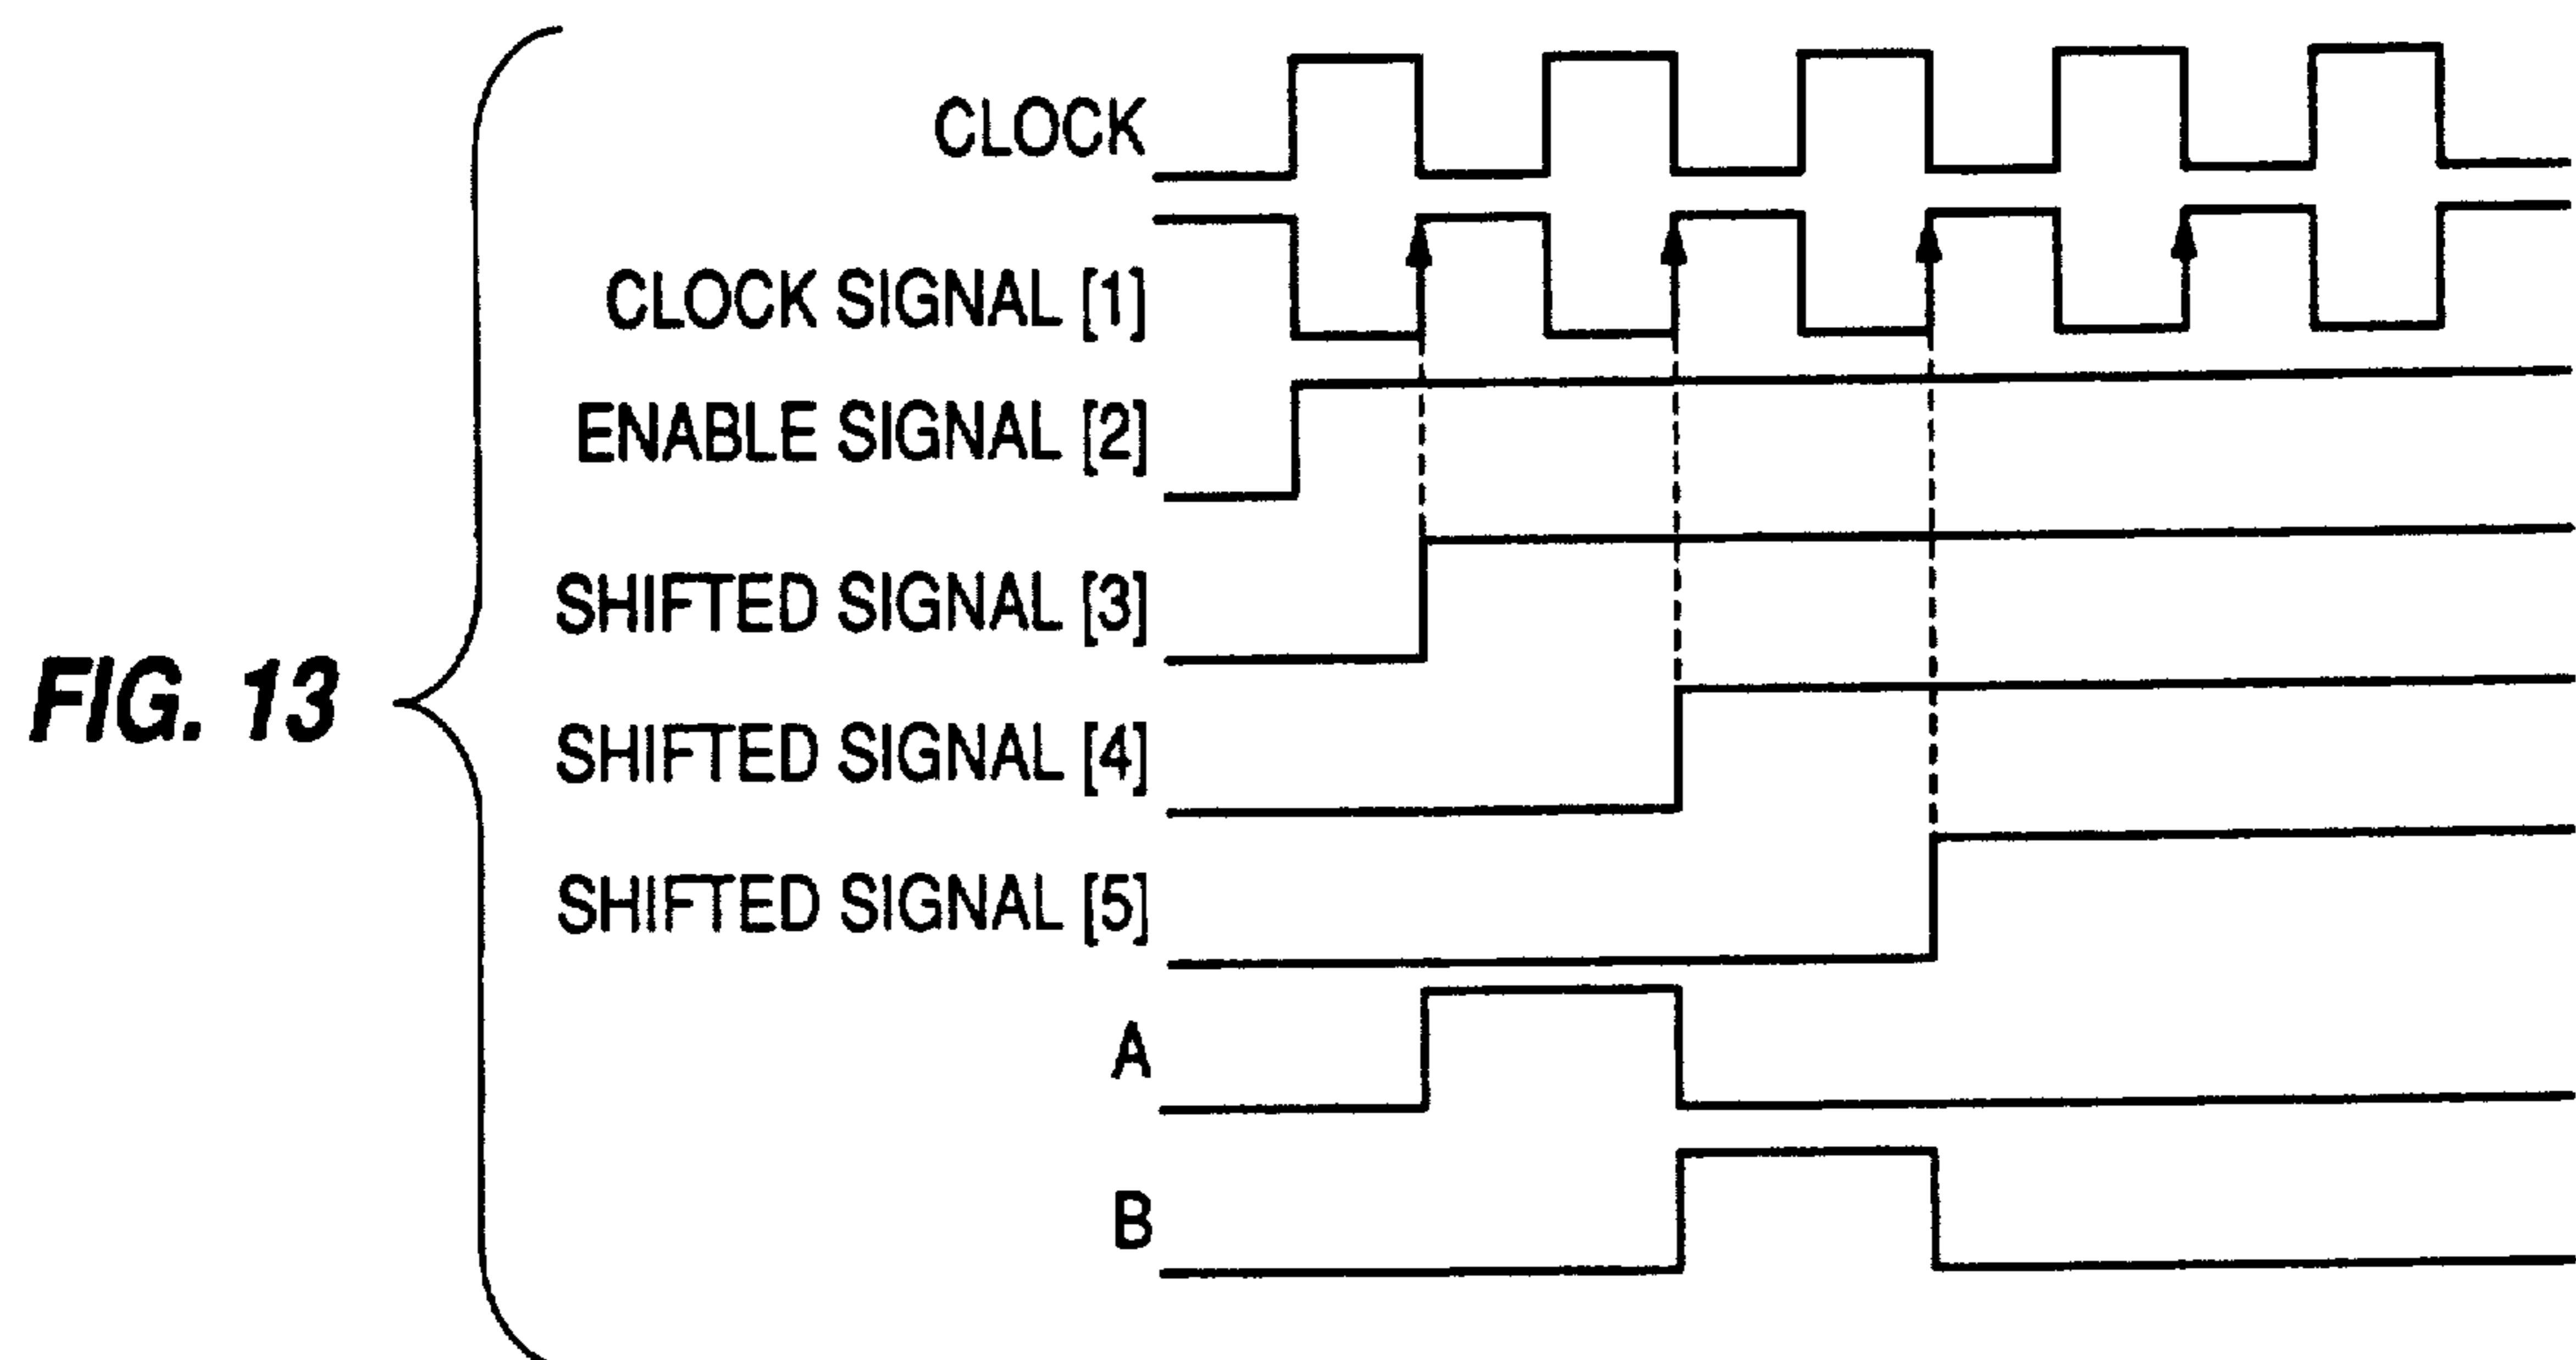 CLOCK
CLOCK SIGNAL [1]
ENABLE SIGNAL [2]
SHIFTED SIGNAL [3]
FIG. 13
SHIFTED SIGNAL [4]
SHIFTED SIGNAL [5]
A
B